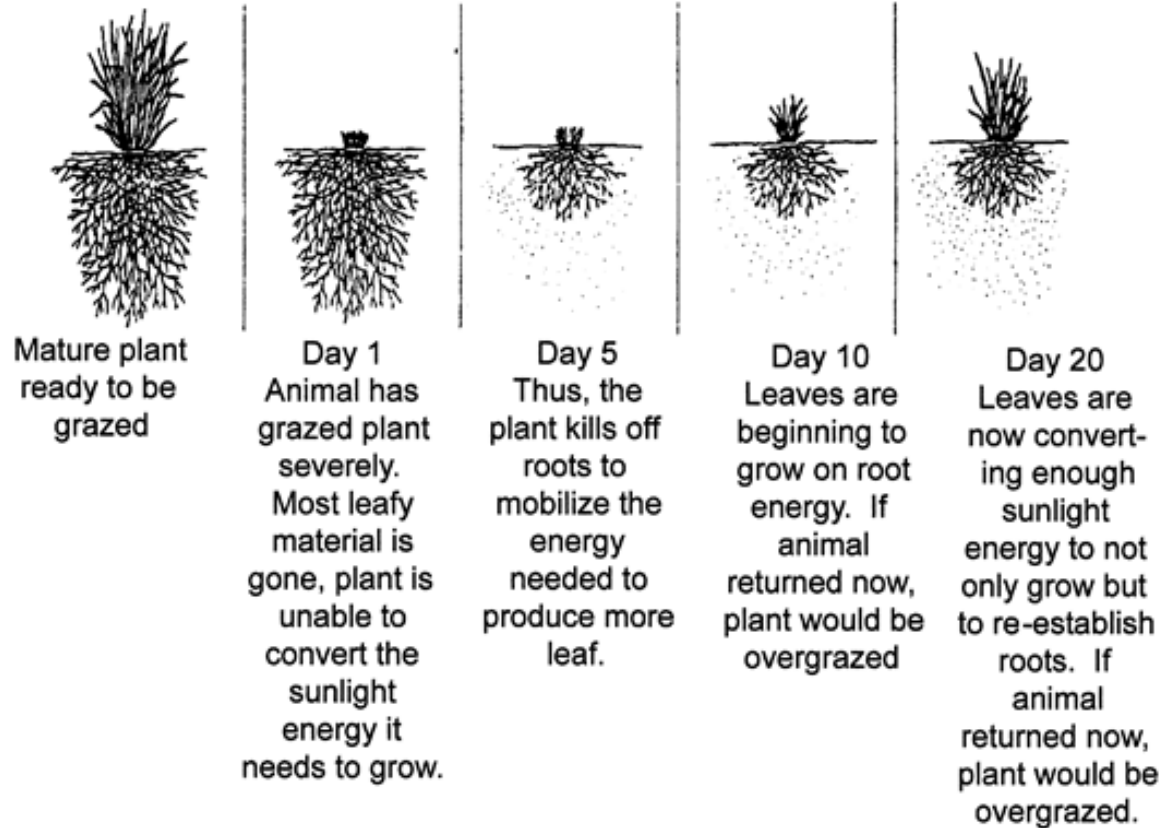 Mature plant
ready to be
grazed
Day 1
Animal has
grazed plant
severely.
Most leafy
material is
gone, plant is
unable to
convert the
sunlight
energy it
needs to grow.
Day 5
Thus, the
plant kills off
roots to
mobilize the
energy
needed to
produce more
leaf.
Day 10
Leaves are
beginning to
grow on root
energy.  If
animal
returned now,
plant would be
overgrazed
Day 20
Leaves are
now convert-
ing enough
sunlight
energy to not
only grow but
to re-establish
roots.  If
animal
returned now,
plant would be
overgrazed.